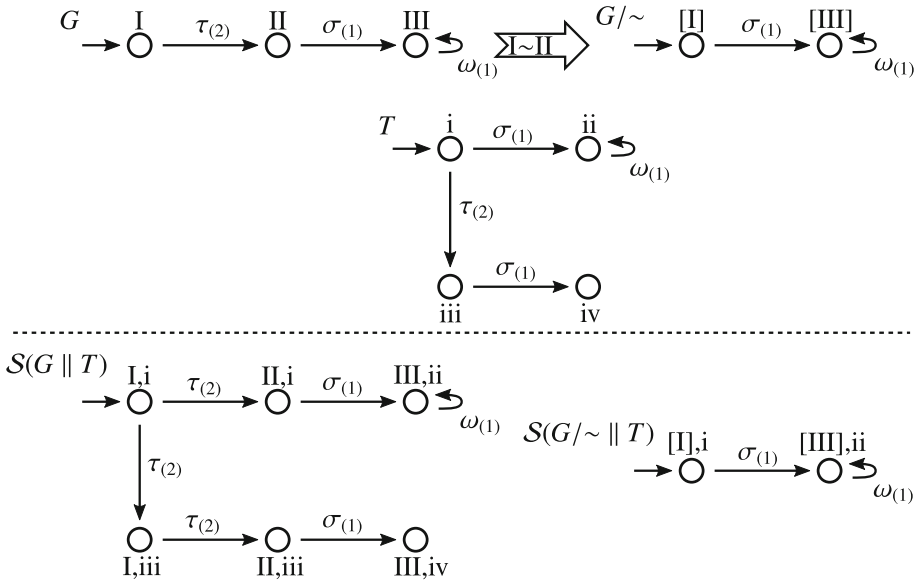 G I τ(2) II σ(1) III ω(1) I∼II G/∼ [I] σ(1) [III] ω(1)
T i σ(1) ii ω(1)
τ(2)
iii σ(1) iv
S(G ∥ T) I,i τ(2) II,i σ(1) III,ii ω(1)
S(G/∼ ∥ T) [I],i σ(1) [III],ii ω(1)
τ(2)
I,iii τ(2) II,iii σ(1) III,iv